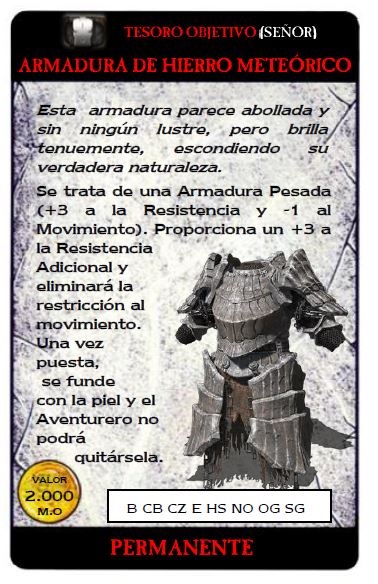 TESORO OBJETIVO (SEÑOR)
ARMADURA DE HIERRO METEÓRICO
Esta armadura parece abollada y
sin ningún lustre, pero brilla
tenuemente, escondiendo su
verdadera naturaleza.
Se trata de una Armadura Pesada
(+3 a la Resistencia y -1 al
Movimiento). Proporciona un +3 a
la Resistencia
Adicional y
eliminará la
restricción al
movimiento.
Una vez
puesta,
se funde
con la piel y el
Aventurero no
podrá
quitársela.
VALOR
2.000
M.O
B CB CZ E HS NO OG SG
PERMANENTE